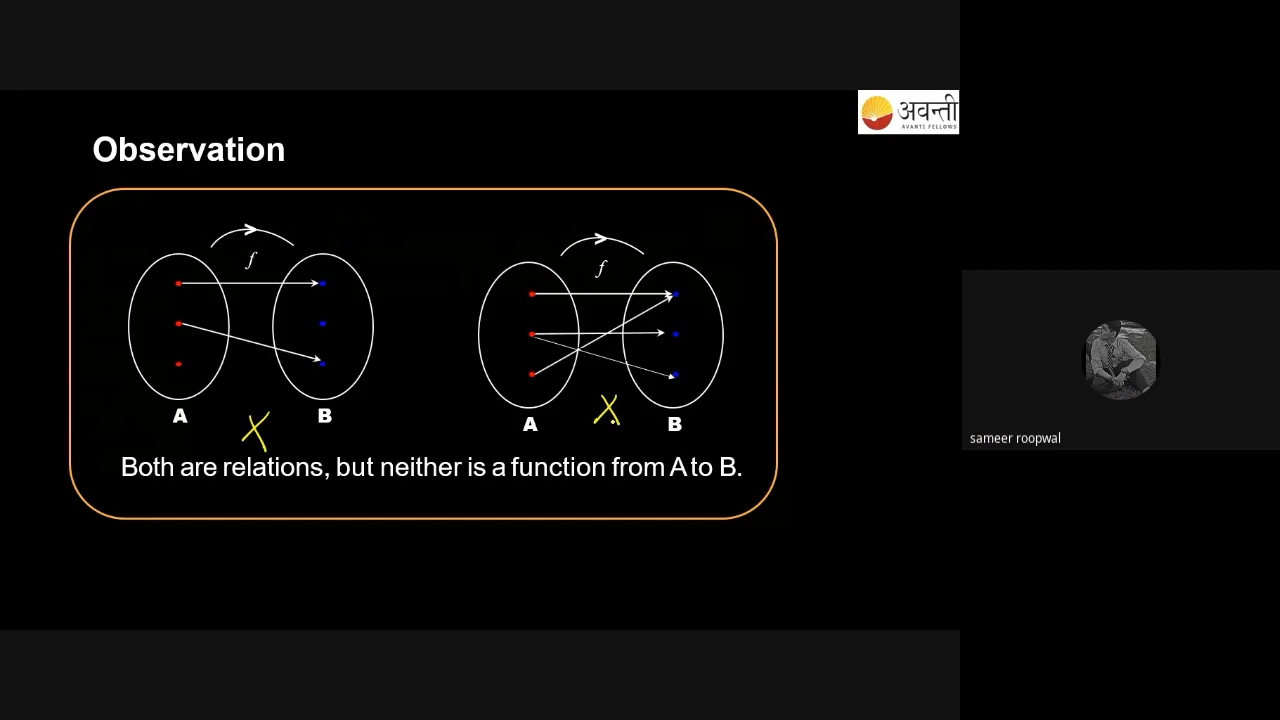 अवन्ती
AVANTI FELLOWS
Observation
f
f
A
B
A
B
X
X
Both are relations, but neither is a function from A to B.
sameer roopwal